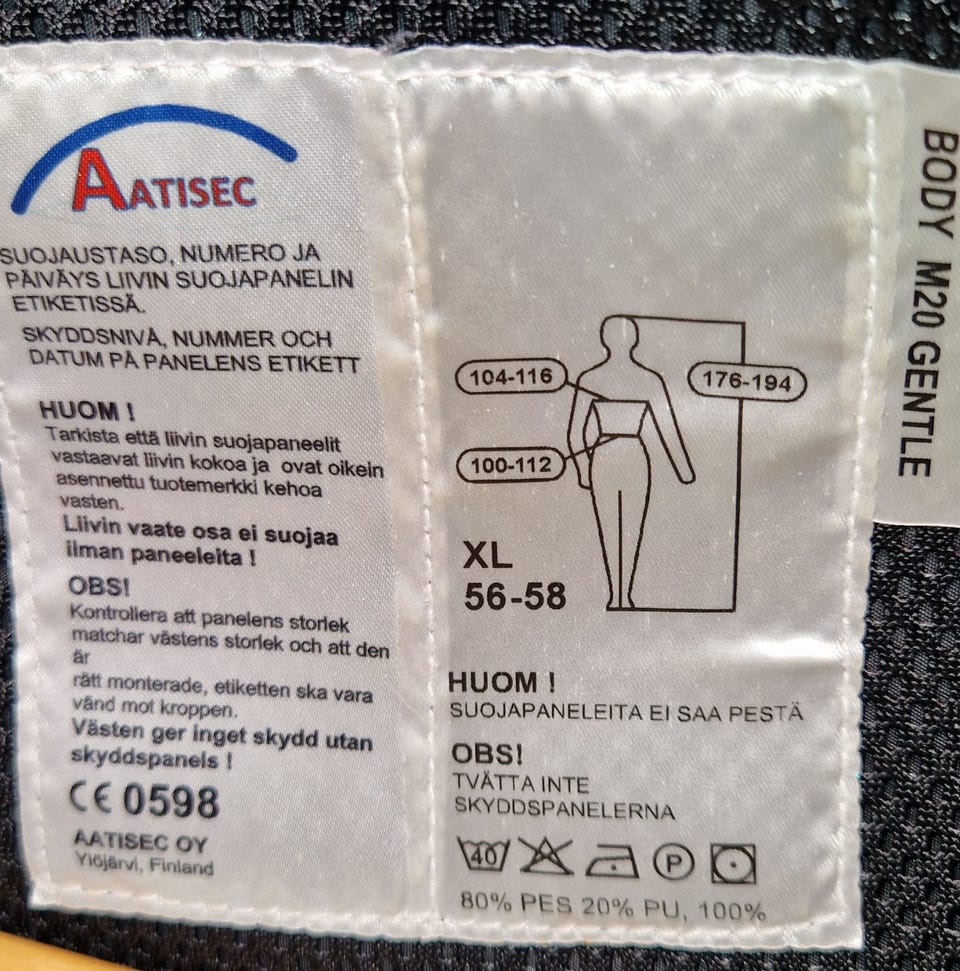 AATISEC
SUOJAUSTASO, NUMERO JA
PÄIVÄYS LIIVIN SUOJAPANELIN
ETIKETISSÄ.
SKYDDSNIVÅ, NUMMER OCH
DATUM PÅ PANELENS ETIKETT
HUOM !
Tarkista että liivin suojapaneelit
vastaavat liivin kokoa ja ovat oikein
asennettu tuotemerkki kehoa
vasten.
Liivin vaate osa ei suojaa
ilman paneeleita !
OBS!
Kontrollera att panelens storlek
matchar västens storlek och att den
är
rätt monterade, etiketten ska vara
vänd mot kroppen.
Västen ger inget skydd utan
skyddspanels !
CE 0598
AATISEC OY
Ylöjärvi, Finland
104-116
176-194
100-112
XL
56-58
HUOM !
SUOJAPANELEITA EI SAA PESTÄ
OBS!
TVÄTTA INTE
SKYDDSPANELERNA
40
P
80% PES 20% PU, 100%
BODY M20 GENTLE